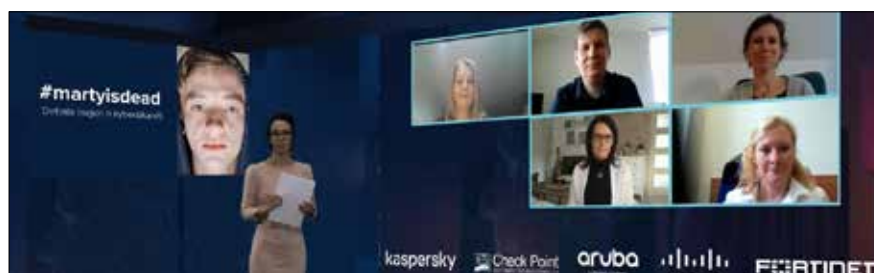 #martyisdead
kaspersky
Check Point
aruba
FORTINET